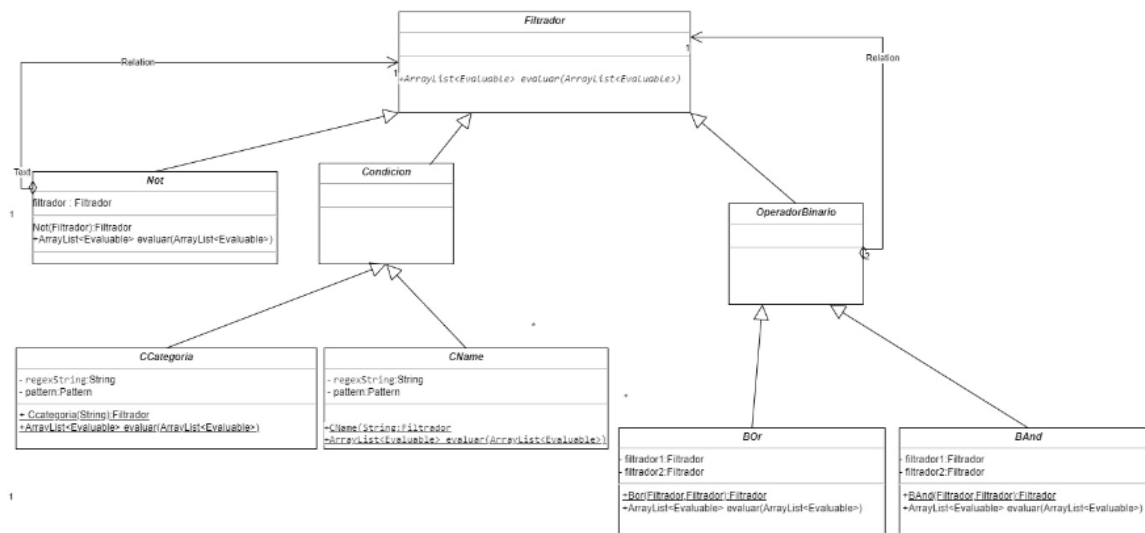 Filtrador
1
+ArrayList<Evaluable> evaluar(ArrayList<Evaluable>)
1
Relation
Relation
Text
1
Not
filtrador : Filtrador
Not(Filtrador):Filtrador
+ArrayList<Evaluable> evaluar(ArrayList<Evaluable>)
Condicion
OperadorBinario
2
CCategoria
- regexString:String
- pattern:Pattern
+ Ccategoria(String):Filtrador
+ArrayList<Evaluable> evaluar(ArrayList<Evaluable>)
CName
- regexString:String
- pattern:Pattern
+CName(String:Filtrador
+ArrayList<Evaluable> evaluar(ArrayList<Evaluable>)
BOr
- filtrador1:Filtrador
- filtrador2:Filtrador
+Bor(Filtrador,Filtrador):Filtrador
+ArrayList<Evaluable> evaluar(ArrayList<Evaluable>)
BAnd
- filtrador1:Filtrador
- filtrador2:Filtrador
+BAnd(Filtrador,Filtrador):Filtrador
+ArrayList<Evaluable> evaluar(ArrayList<Evaluable>)
1